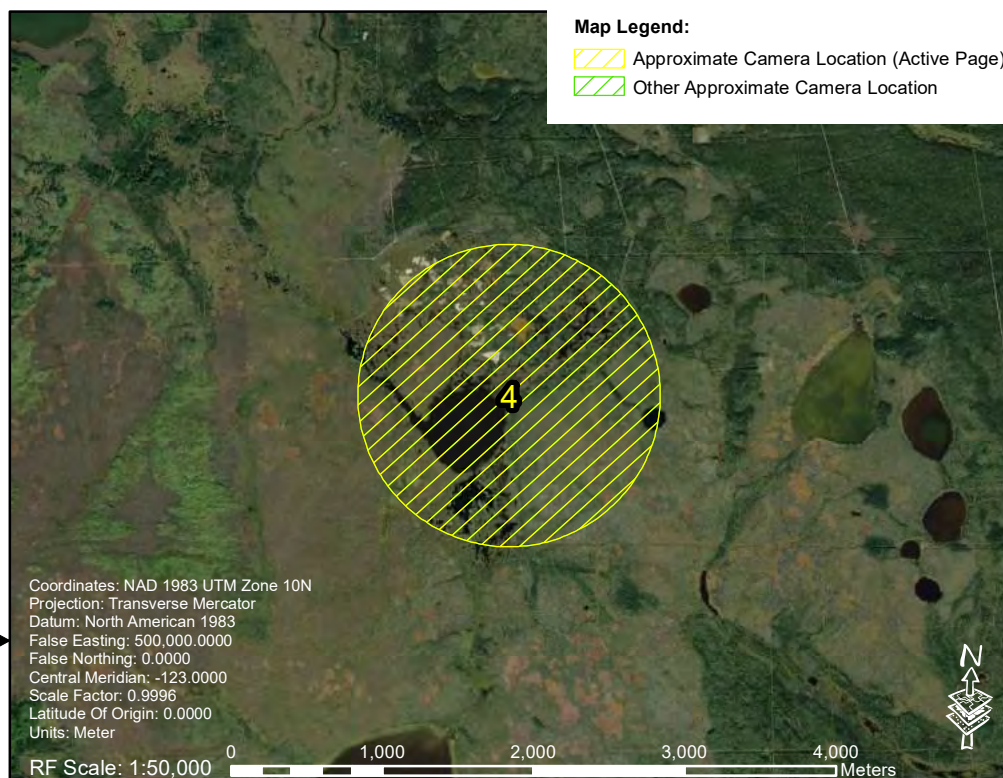 Map Legend:
Approximate Camera Location (Active Page)
Other Approximate Camera Location
4
Coordinates: NAD 1983 UTM Zone 10N
Projection: Transverse Mercator
Datum: North American 1983
False Easting: 500,000.0000
False Northing: 0.0000
Central Meridian: -123.0000
Scale Factor: 0.9996
Latitude Of Origin: 0.0000
Units: Meter
RF Scale: 1:50,000
0 1,000 2,000 3,000 4,000
Meters
N